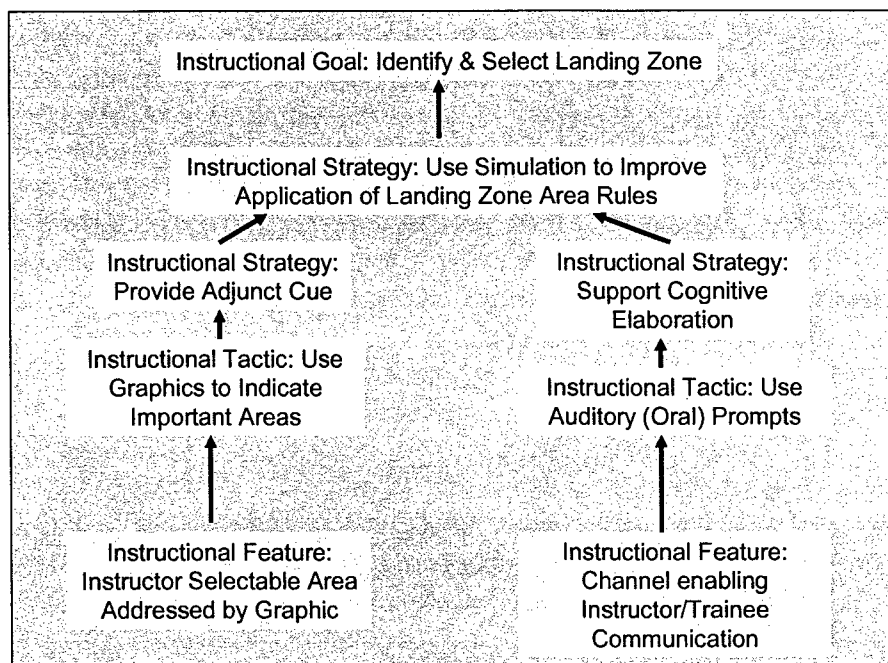 Instructional Goal: Identify & Select Landing Zone
Instructional Strategy: Use Simulation to Improve
Application of Landing Zone Area Rules
Instructional Strategy:
Provide Adjunct Cue
Instructional Tactic: Use
Graphics to Indicate
Important Areas
Instructional Feature:
Instructor Selectable Area
Addressed by Graphic
Instructional Strategy:
Support Cognitive
Elaboration
Instructional Tactic: Use
Auditory (Oral) Prompts
Instructional Feature:
Channel enabling
Instructor/Trainee
Communication